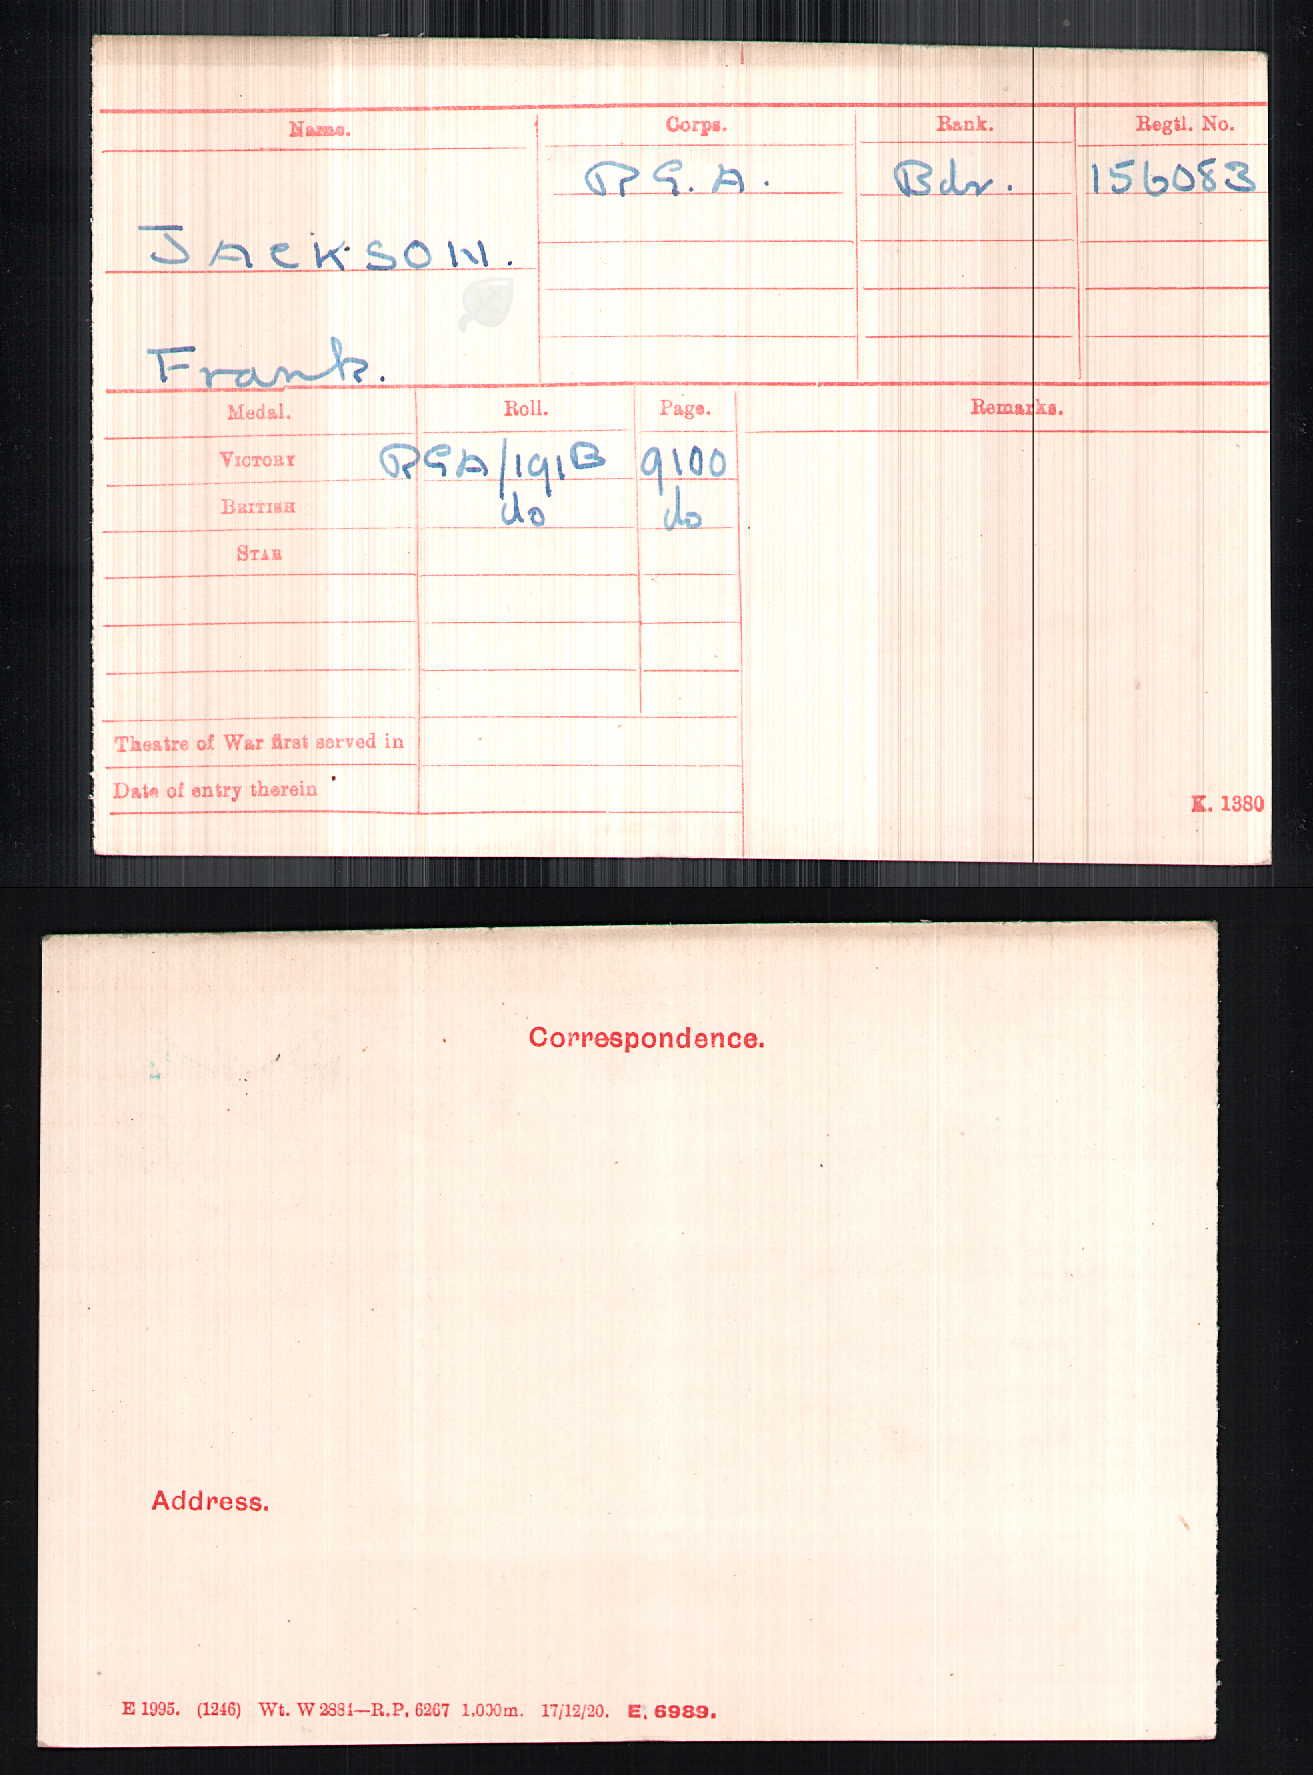 Name. Corps. Rank. Regtl. No.
R.G.A. Bdr. 156083
JACKSON.
Frank.
Medal. Roll. Page. Remarks.
VICTORY RGA/191B 9100
BRITISH do do
STAR
Theatre of War first served in
Date of entry therein
K. 1380
Correspondence.
Address.
E 1995. (1246) Wt. W 2884—R.P. 6267 1,000m. 17/12/20. E. 6989.